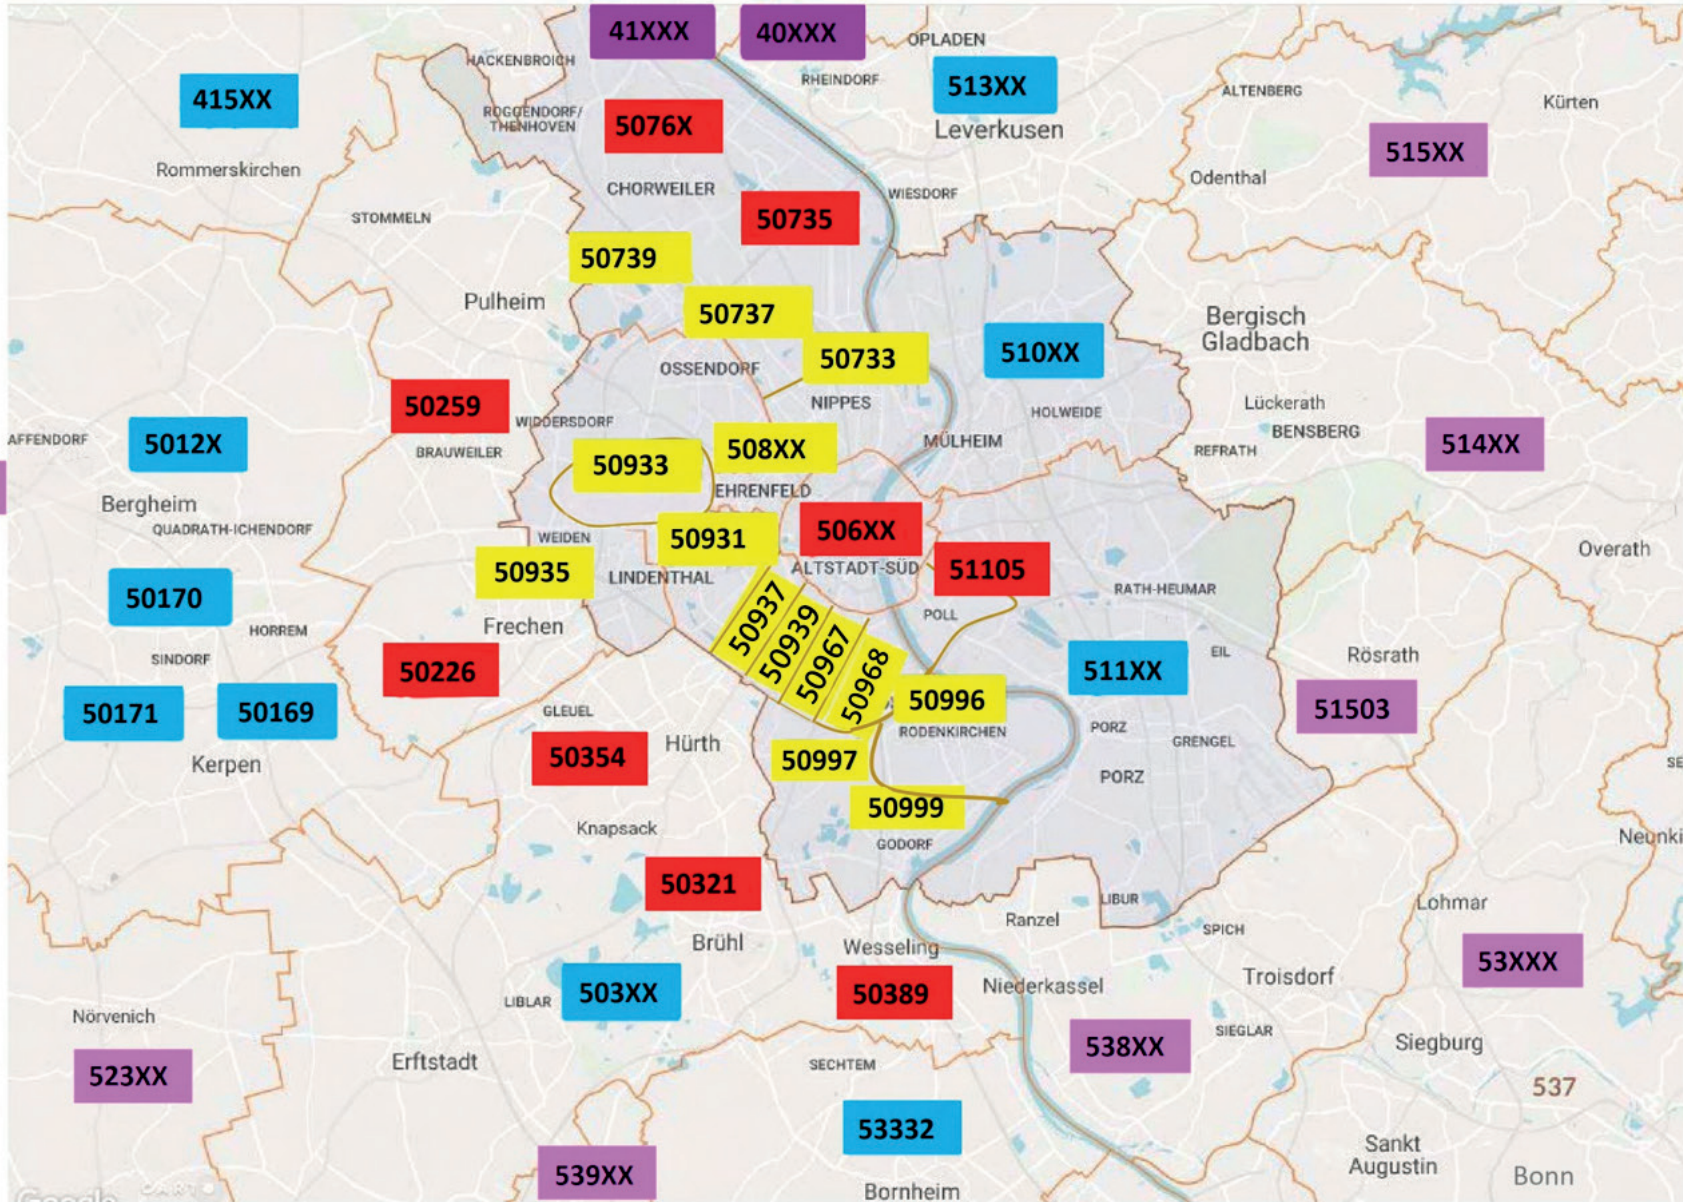 41XXX
40XXX
OPLADEN
HACKENBROICH
RHEINDORF
513XX
415XX
ALTENBERG
Kürten
ROGGENDORF/
THENHOVEN
5076X
Leverkusen
515XX
Rommerskirchen
CHORWEILER
WIESDORF
Odenthal
STOMMELN
50735
50739
Pulheim
50737
Bergisch
Gladbach
50733
510XX
OSSENDORF
50259
NIPPES
Lückerath
HOLWEIDE
WIDDERSDORF
BENSBERG
AFFENDORF
5012X
BRAUWEILER
508XX
MÜLHEIM
REFRATH
514XX
50933
Bergheim
EHRENFELD
QUADRATH-ICHENDORF
WEIDEN
50931
506XX
Overath
50935
LINDENTHAL
ALTSTADT-SÜD
51105
RATH-HEUMAR
50170
50937
50939
50967
50968
POLL
Frechen
HORREM
SINDORF
50226
511XX
EIL
Rösrath
50171
50169
GLEUEL
50996
51503
RODENKIRCHEN
PORZ
GRENGEL
Hürth
50354
50997
Kerpen
PORZ
SE
50999
Knapsack
GODORF
Neunki
50321
LIBUR
Lohmar
Ranzel
SPICH
Brühl
Wesseling
53XXX
Troisdorf
503XX
50389
Niederkassel
LIBLAR
Nörvenich
SIEGLAR
538XX
Siegburg
Erftstadt
SECHTEM
523XX
537
53332
Sankt
Augustin
539XX
Bonn
Bornheim
Google
CARTO